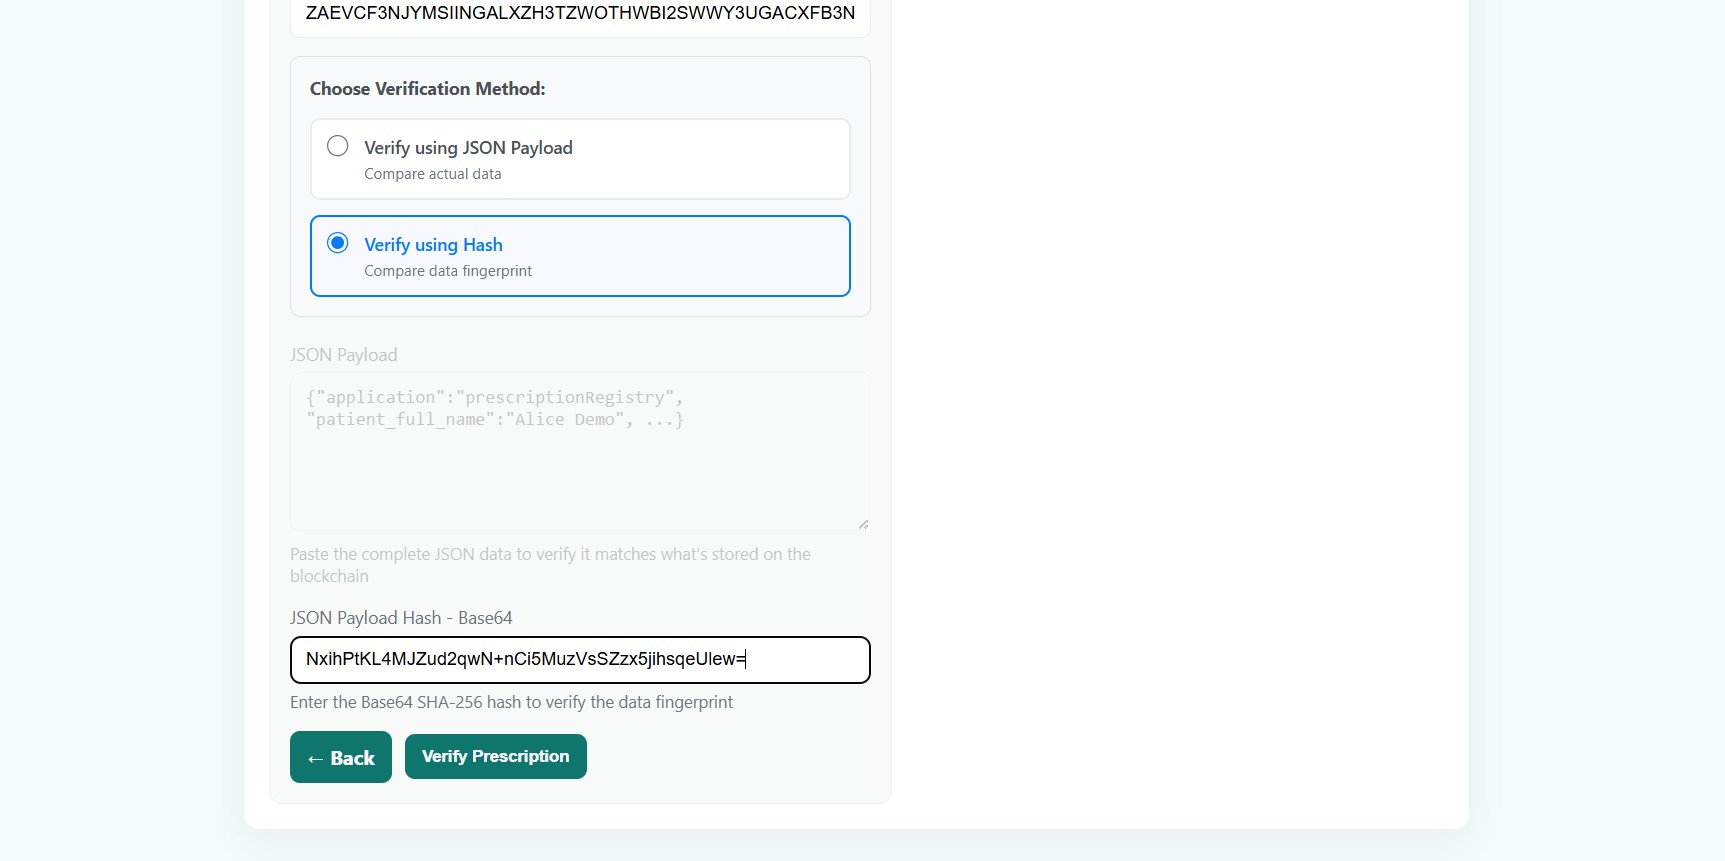 ZAEVCF3NJYMSIINGALXZH3TZWOTHWBI2SWWY3UGACXFB3N
Choose Verification Method:
Verify using JSON Payload
Compare actual data
Verify using Hash
Compare data fingerprint
JSON Payload
{"application":"prescriptionRegistry",
"patient_full_name":"Alice Demo", ...}
Paste the complete JSON data to verify it matches what's stored on the
blockchain
JSON Payload Hash - Base64
NxihPtKL4MJZud2qwN+nCi5MuzVsSZzx5jihsqeUlew=
Enter the Base64 SHA-256 hash to verify the data fingerprint
← Back
Verify Prescription